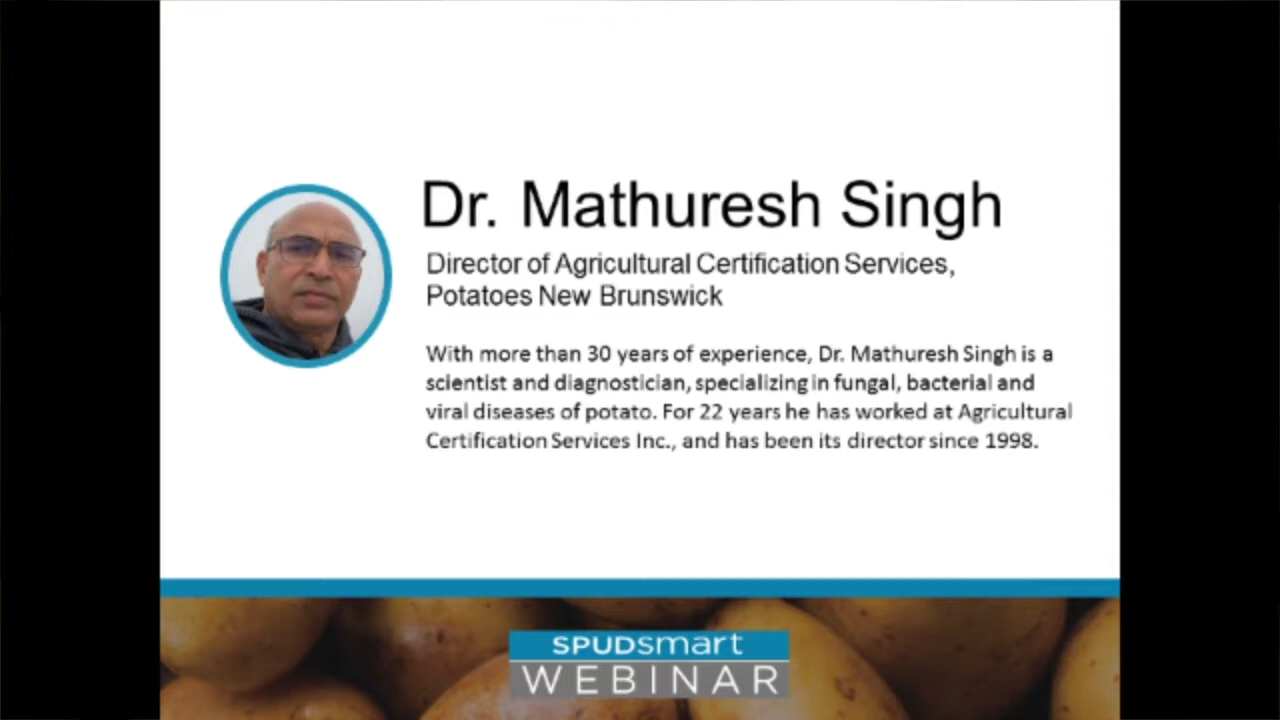 Dr. Mathuresh Singh
Director of Agricultural Certification Services,
Potatoes New Brunswick
With more than 30 years of experience, Dr. Mathuresh Singh is a
scientist and diagnostician, specializing in fungal, bacterial and
viral diseases of potato. For 22 years he has worked at Agricultural
Certification Services Inc., and has been its director since 1998.
SPUDsmart
WEBINAR